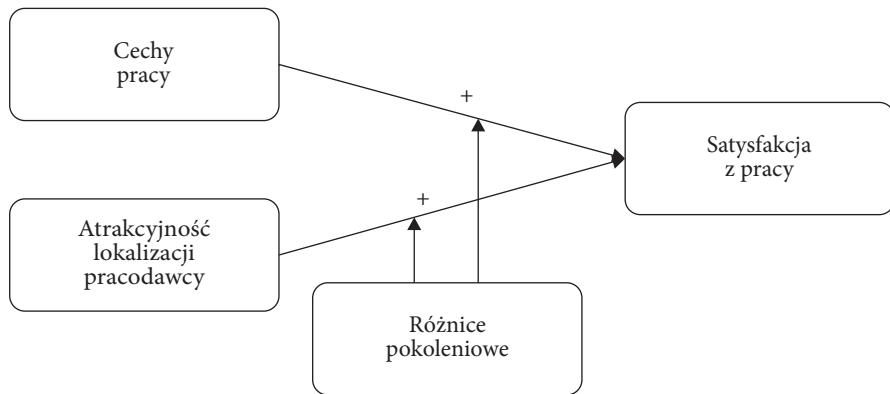 Cechy
pracy
+
Satysfakcja
z pracy
+
Atrakcyjność
lokalizacji
pracodawcy
Różnice
pokoleniowe